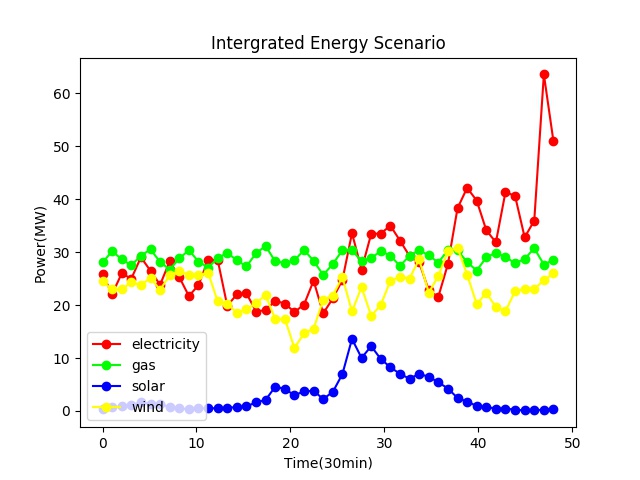 Intergrated Energy Scenario
Power(MW)
60
50
40
30
20
10
0
electricity
gas
solar
wind
0 10 20 30 40 50
Time(30min)